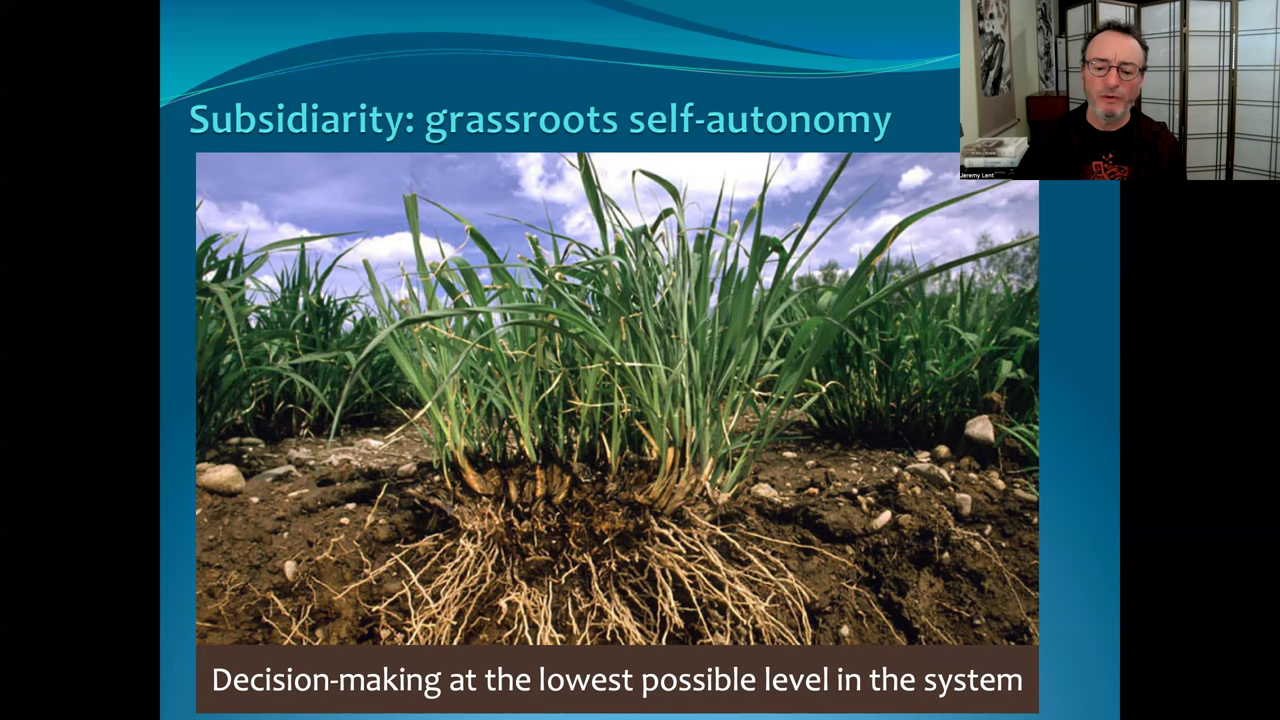 Subsidiarity: grassroots self-autonomy
Jeremy Lent
Decision-making at the lowest possible level in the system